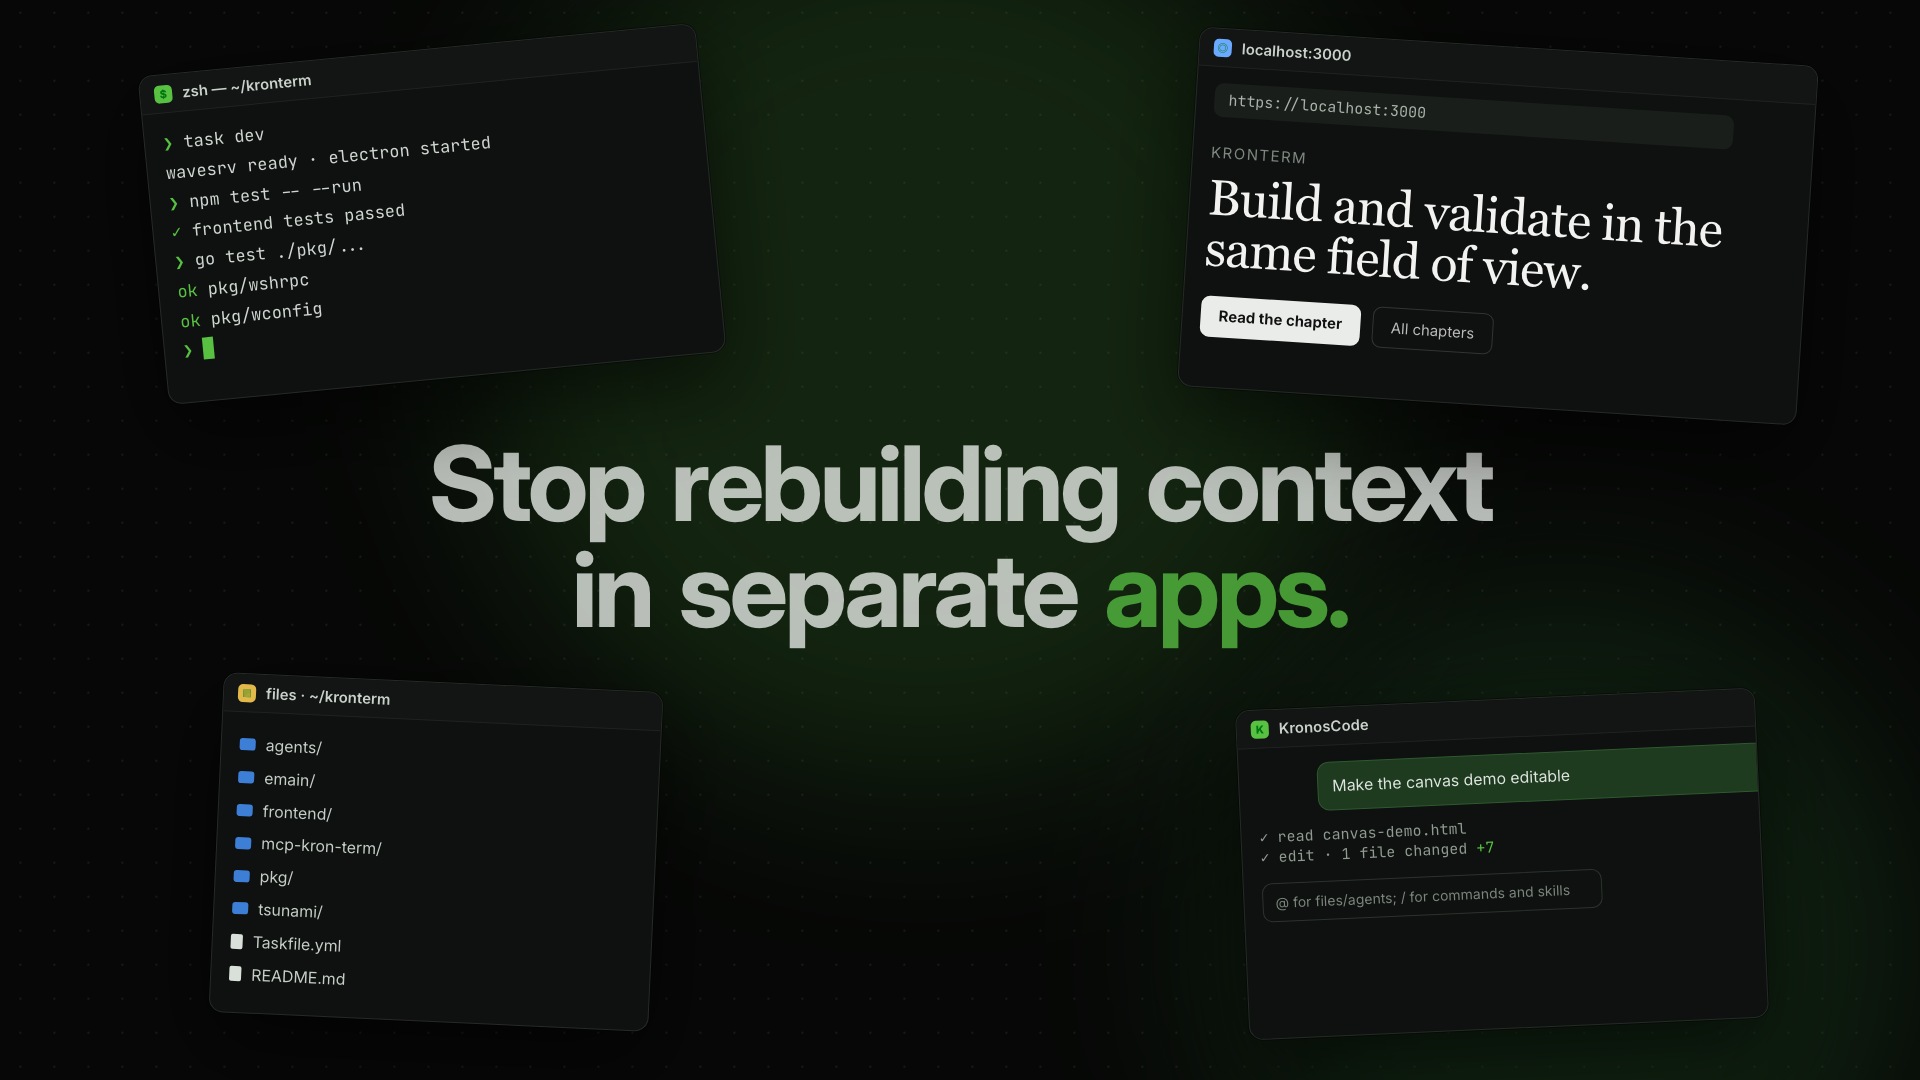 $ zsh — ~/kronterm
❯ task dev
wavesrv ready · electron started
❯ npm test -- --run
✓ frontend tests passed
❯ go test ./pkg/...
ok pkg/wshrpc
ok pkg/wconfig
❯
localhost:3000
https://localhost:3000
KRONTERM
Build and validate in the
same field of view.
Read the chapter
All chapters
Stop rebuilding context
in separate apps.
files · ~/kronterm
agents/
emain/
frontend/
mcp-kron-term/
pkg/
tsunami/
Taskfile.yml
README.md
K KronosCode
Make the canvas demo editable
✓ read canvas-demo.html
✓ edit · 1 file changed +7
@ for files/agents; / for commands and skills